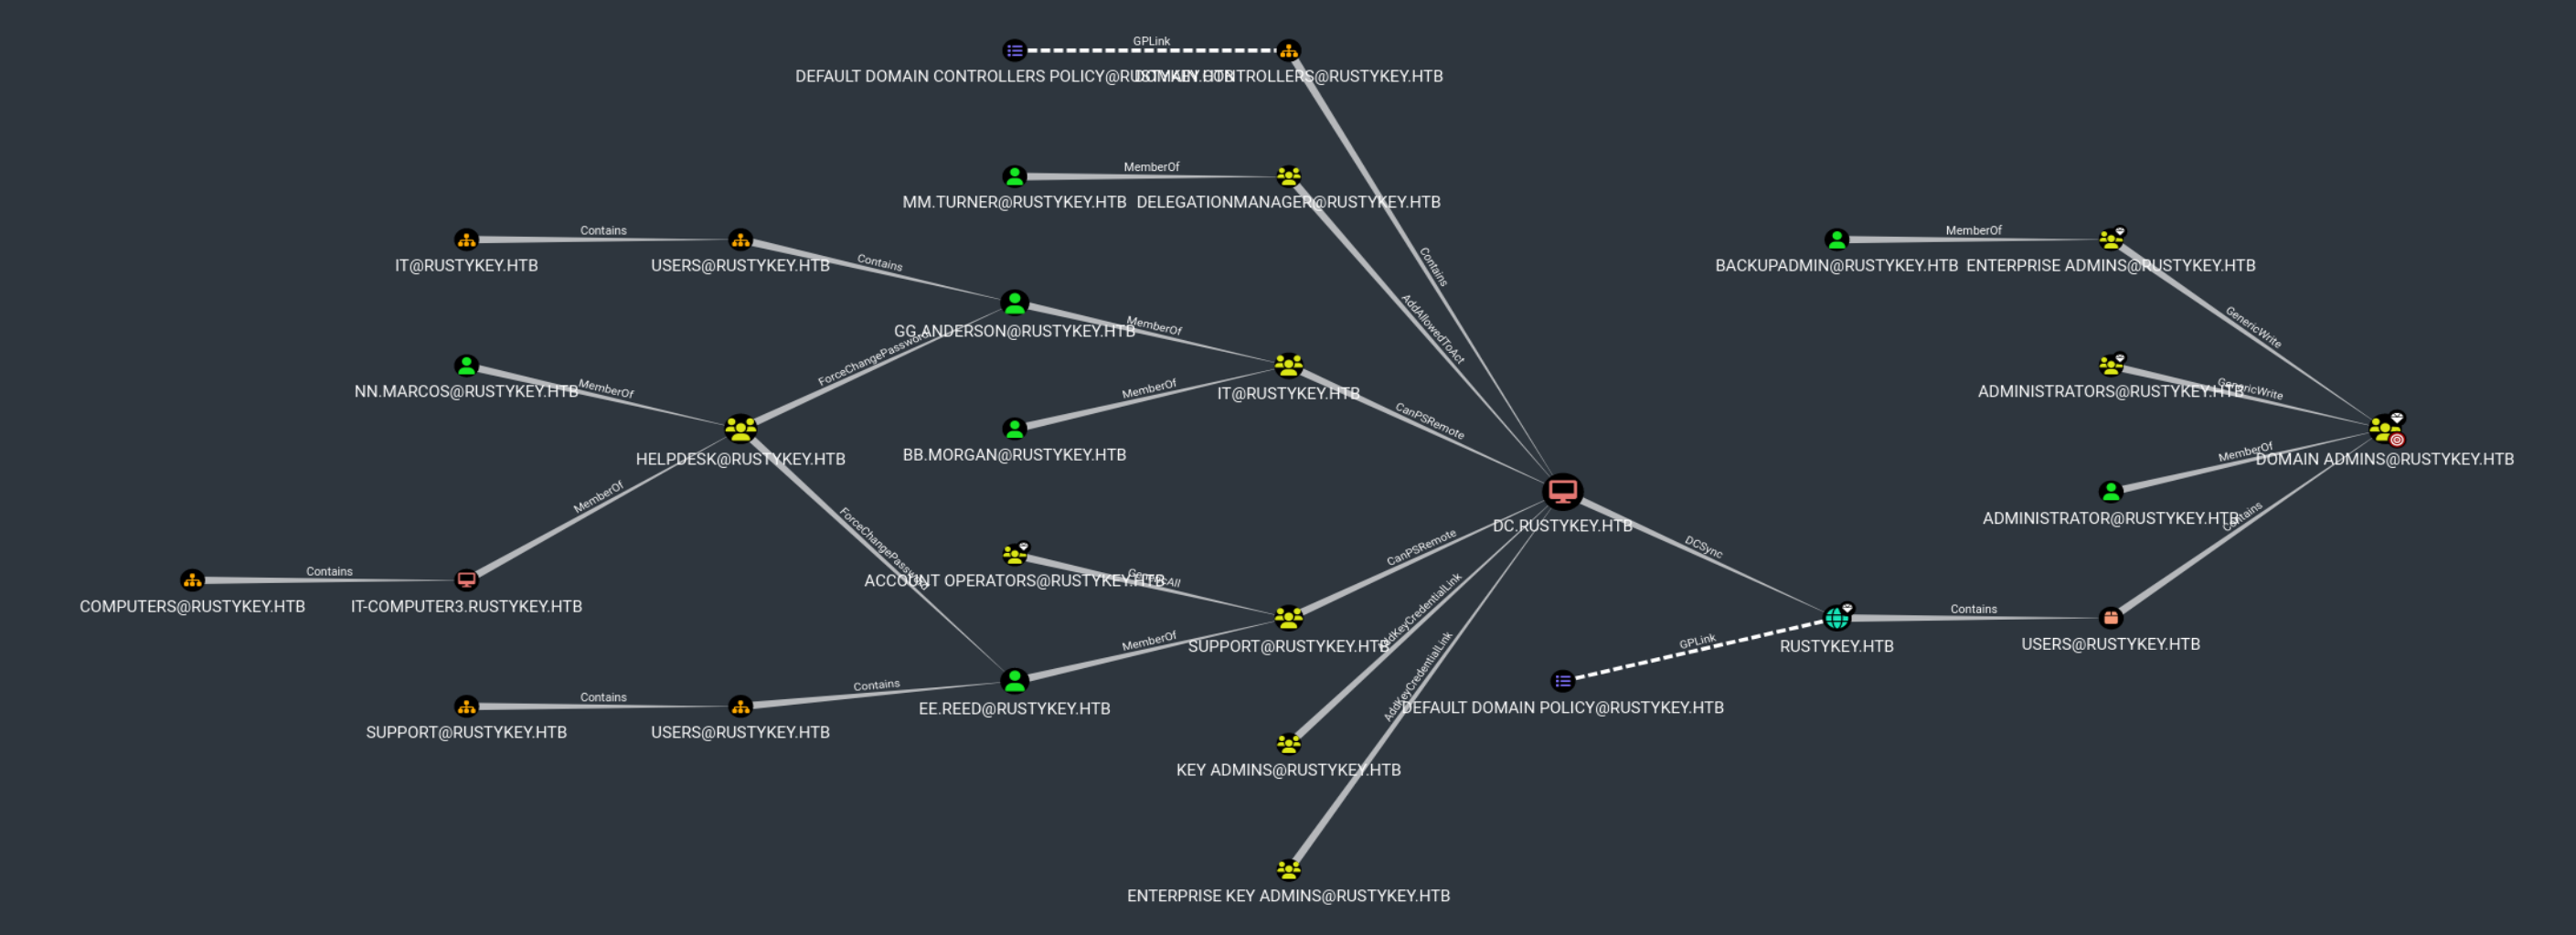 GPLink
DEFAULT DOMAIN CONTROLLERS POLICY@RUSTYKEY.HTB
DOMAIN CONTROLLERS@RUSTYKEY.HTB
MemberOf
MM.TURNER@RUSTYKEY.HTB
DELEGATIONMANAGER@RUSTYKEY.HTB
Contains
IT@RUSTYKEY.HTB
USERS@RUSTYKEY.HTB
Contains
Contains
AddAllowedToAct
MemberOf
BACKUPADMIN@RUSTYKEY.HTB
ENTERPRISE ADMINS@RUSTYKEY.HTB
GenericWrite
GG.ANDERSON@RUSTYKEY.HTB
MemberOf
ForceChangePassword
NN.MARCOS@RUSTYKEY.HTB
MemberOf
MemberOf
IT@RUSTYKEY.HTB
CanPSRemote
ADMINISTRATORS@RUSTYKEY.HTB
GenericWrite
HELPDESK@RUSTYKEY.HTB
BB.MORGAN@RUSTYKEY.HTB
MemberOf
DOMAIN ADMINS@RUSTYKEY.HTB
MemberOf
ForceChangePassword
DC.RUSTYKEY.HTB
ADMINISTRATOR@RUSTYKEY.HTB
Contains
CanPSRemote
DCSync
Contains
COMPUTERS@RUSTYKEY.HTB
IT-COMPUTER3.RUSTYKEY.HTB
ACCOUNT OPERATORS@RUSTYKEY.HTB
GenericAll
AddKeyCredentialLink
MemberOf
SUPPORT@RUSTYKEY.HTB
AddKeyCredentialLink
GPLink
RUSTYKEY.HTB
Contains
USERS@RUSTYKEY.HTB
Contains
SUPPORT@RUSTYKEY.HTB
USERS@RUSTYKEY.HTB
Contains
EE.REED@RUSTYKEY.HTB
DEFAULT DOMAIN POLICY@RUSTYKEY.HTB
KEY ADMINS@RUSTYKEY.HTB
ENTERPRISE KEY ADMINS@RUSTYKEY.HTB